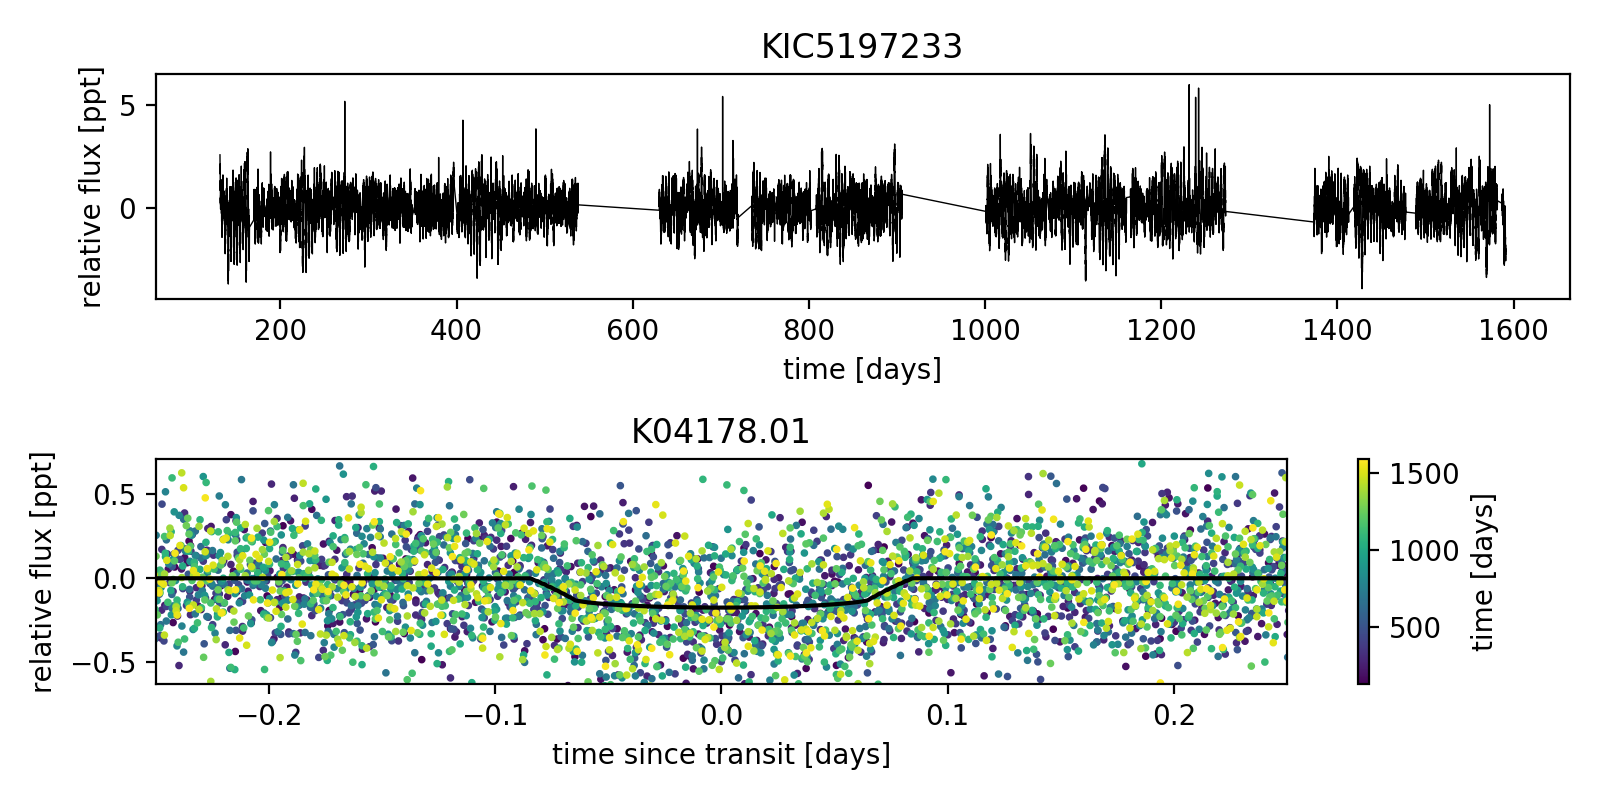 KIC5197233
relative flux [ppt]
5
0
200 400 600 800 1000 1200 1400 1600
time [days]
K04178.01
relative flux [ppt]
0.5
0.0
−0.5
−0.2 −0.1 0.0 0.1 0.2
time since transit [days]
1500
1000
500
time [days]